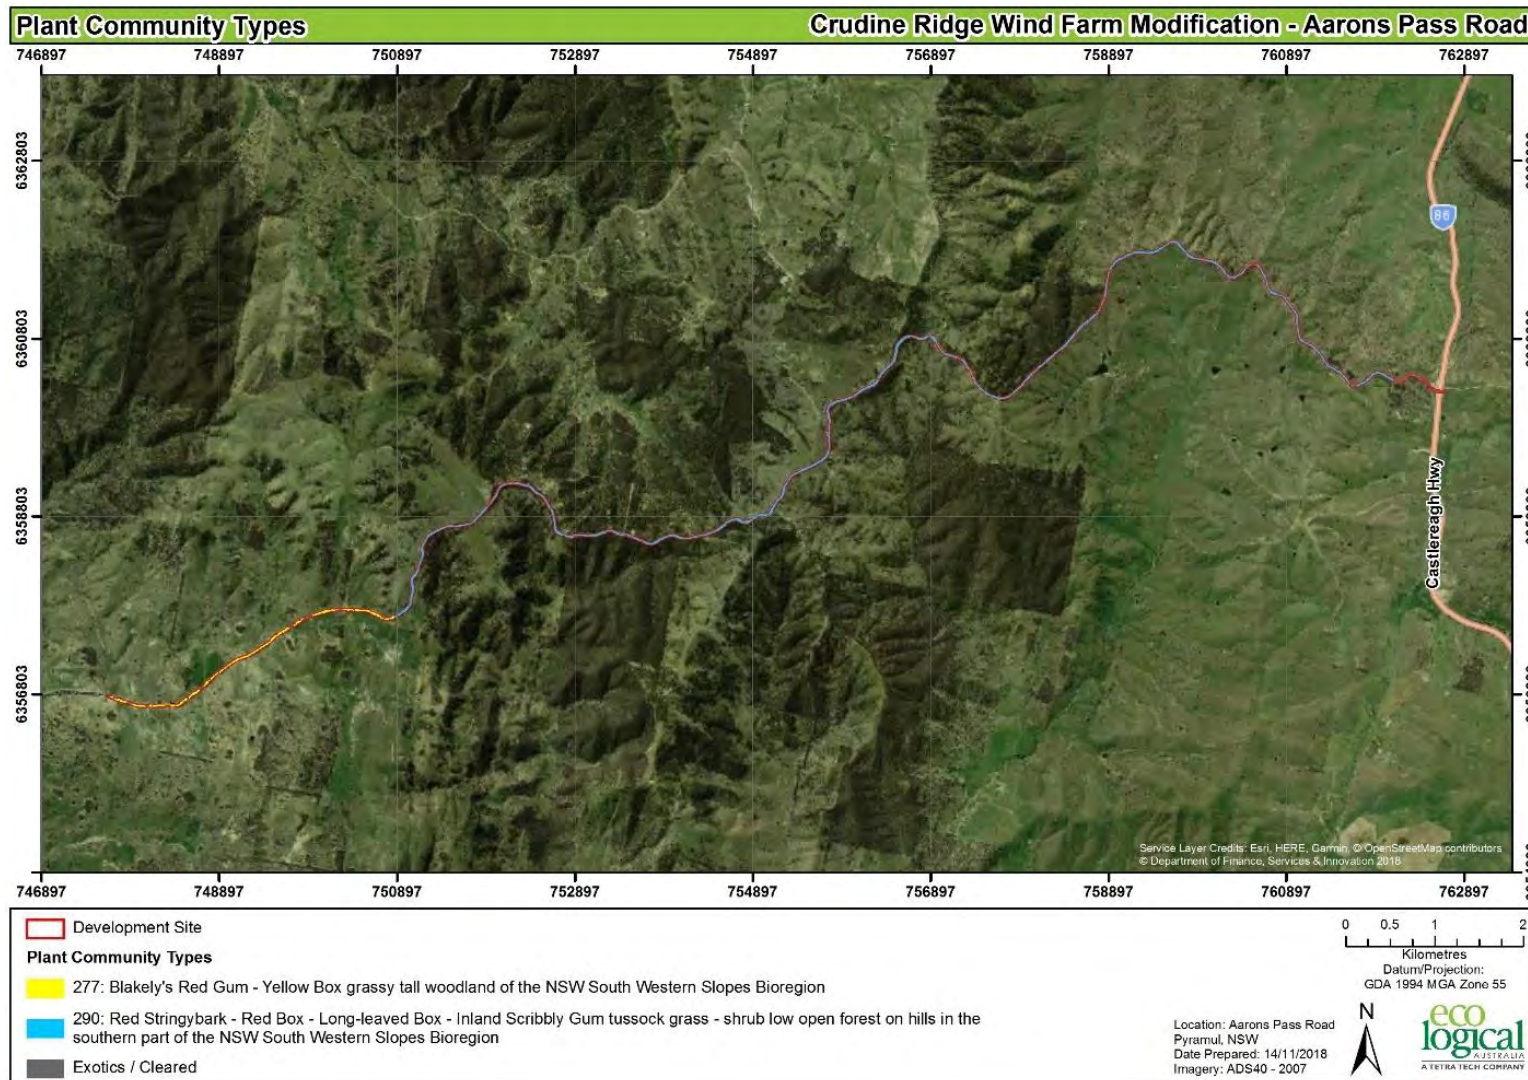 Plant Community Types
Crudine Ridge Wind Farm Modification - Aarons Pass Road
746897 748897 750897 752897 754897 756897 758897 760897 762897
6362803
6360803
6358803
6356803
86
Castlereagh Hwy
Service Layer Credits: Esri, HERE, Garmin, © OpenStreetMap contributors
© Department of Finance, Services & Innovation 2018
746897 748897 750897 752897 754897 756897 758897 760897 762897
Development Site
Plant Community Types
277: Blakely's Red Gum - Yellow Box grassy tall woodland of the NSW South Western Slopes Bioregion
290: Red Stringybark - Red Box - Long-leaved Box - Inland Scribbly Gum tussock grass - shrub low open forest on hills in the
southern part of the NSW South Western Slopes Bioregion
Exotics / Cleared
0 0.5 1 2
Kilometres
Datum/Projection:
GDA 1994 MGA Zone 55
N
Location: Aarons Pass Road
Pyramul, NSW
Date Prepared: 14/11/2018
Imagery: ADS40 - 2007
eco
logical
AUSTRALIA
A TETRA TECH COMPANY